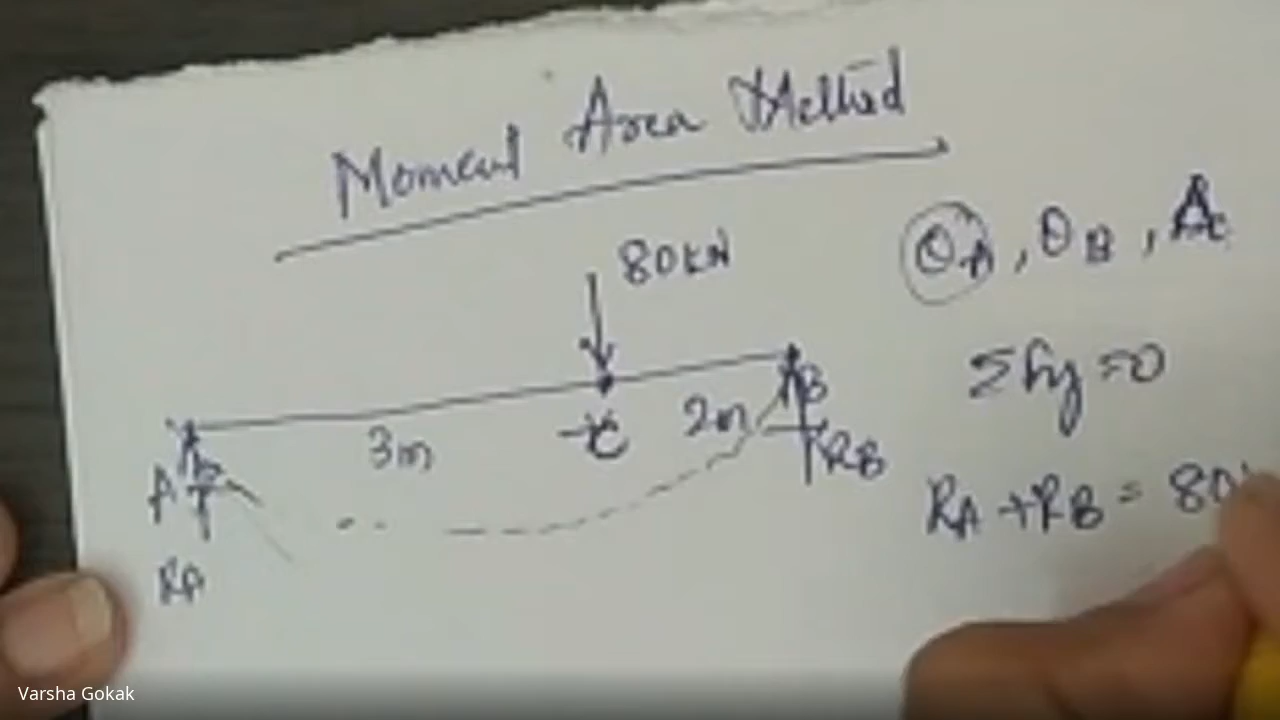 Moment Area Method
80KN
θA, θB, Δc
ΣFy=0
3m C 2m B
A RB
RA
RA+RB= 80
Varsha Gokak